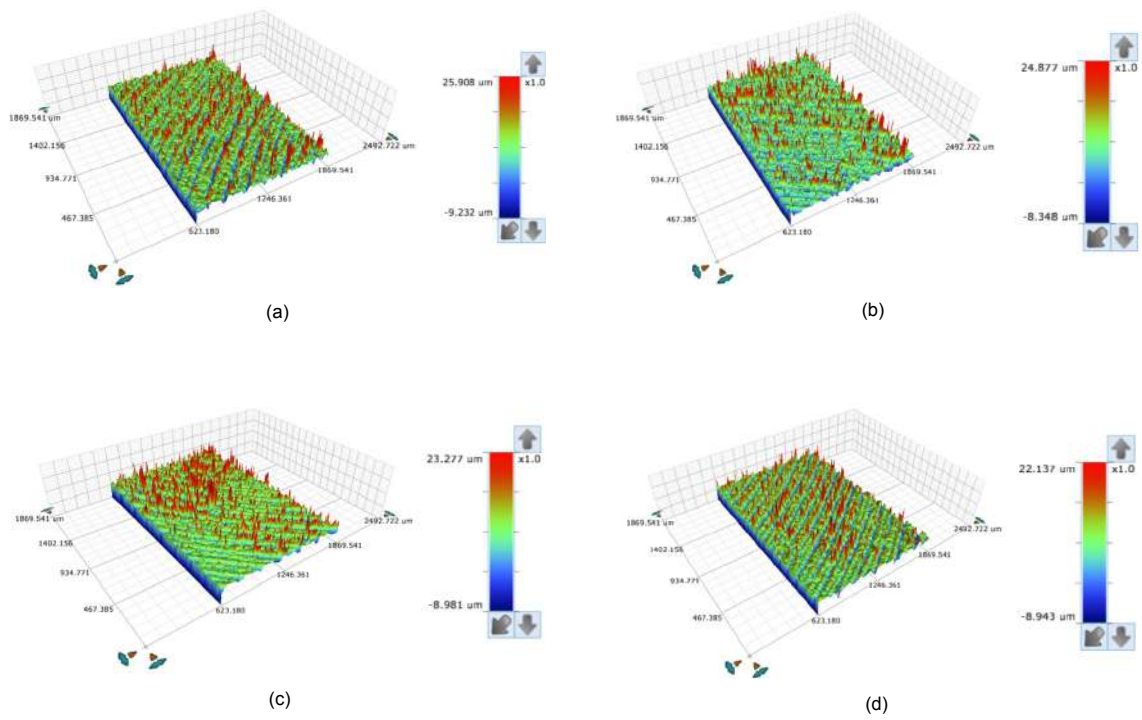 25.908 um
x1.0
1869.541 um
1402.156
934.771
467.385
2492.722 um
1869.541
1246.361
623.180
-9.232 um
(a)
24.877 um
x1.0
1869.541 um
1402.156
934.771
467.385
2492.722 um
1869.541
1246.361
623.180
-8.348 um
(b)
23.277 um
x1.0
1869.541 um
1402.156
934.771
467.385
2492.722 um
1869.541
1246.361
623.180
-8.981 um
(c)
22.137 um
x1.0
1869.541 um
1402.156
934.771
467.385
2492.722 um
1869.541
1246.361
623.180
-8.943 um
(d)